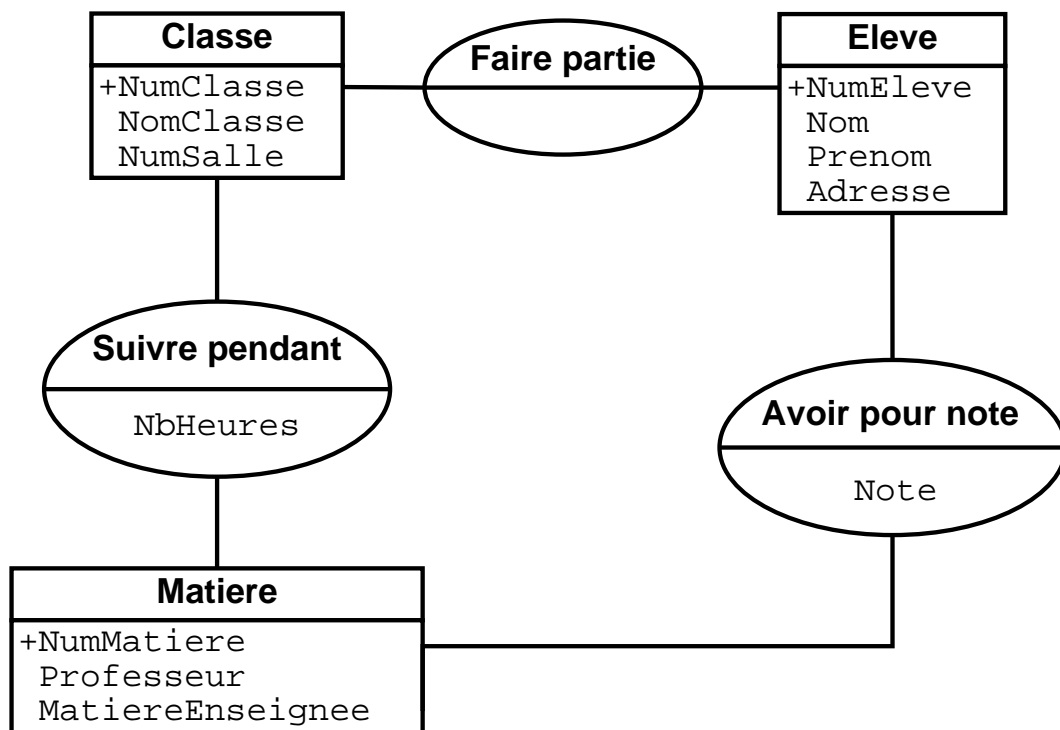 Classe
+NumClasse
NomClasse
NumSalle
Faire partie
Eleve
+NumEleve
Nom
Prenom
Adresse
Suivre pendant
NbHeures
Avoir pour note
Note
Matiere
+NumMatiere
Professeur
MatiereEnseignee